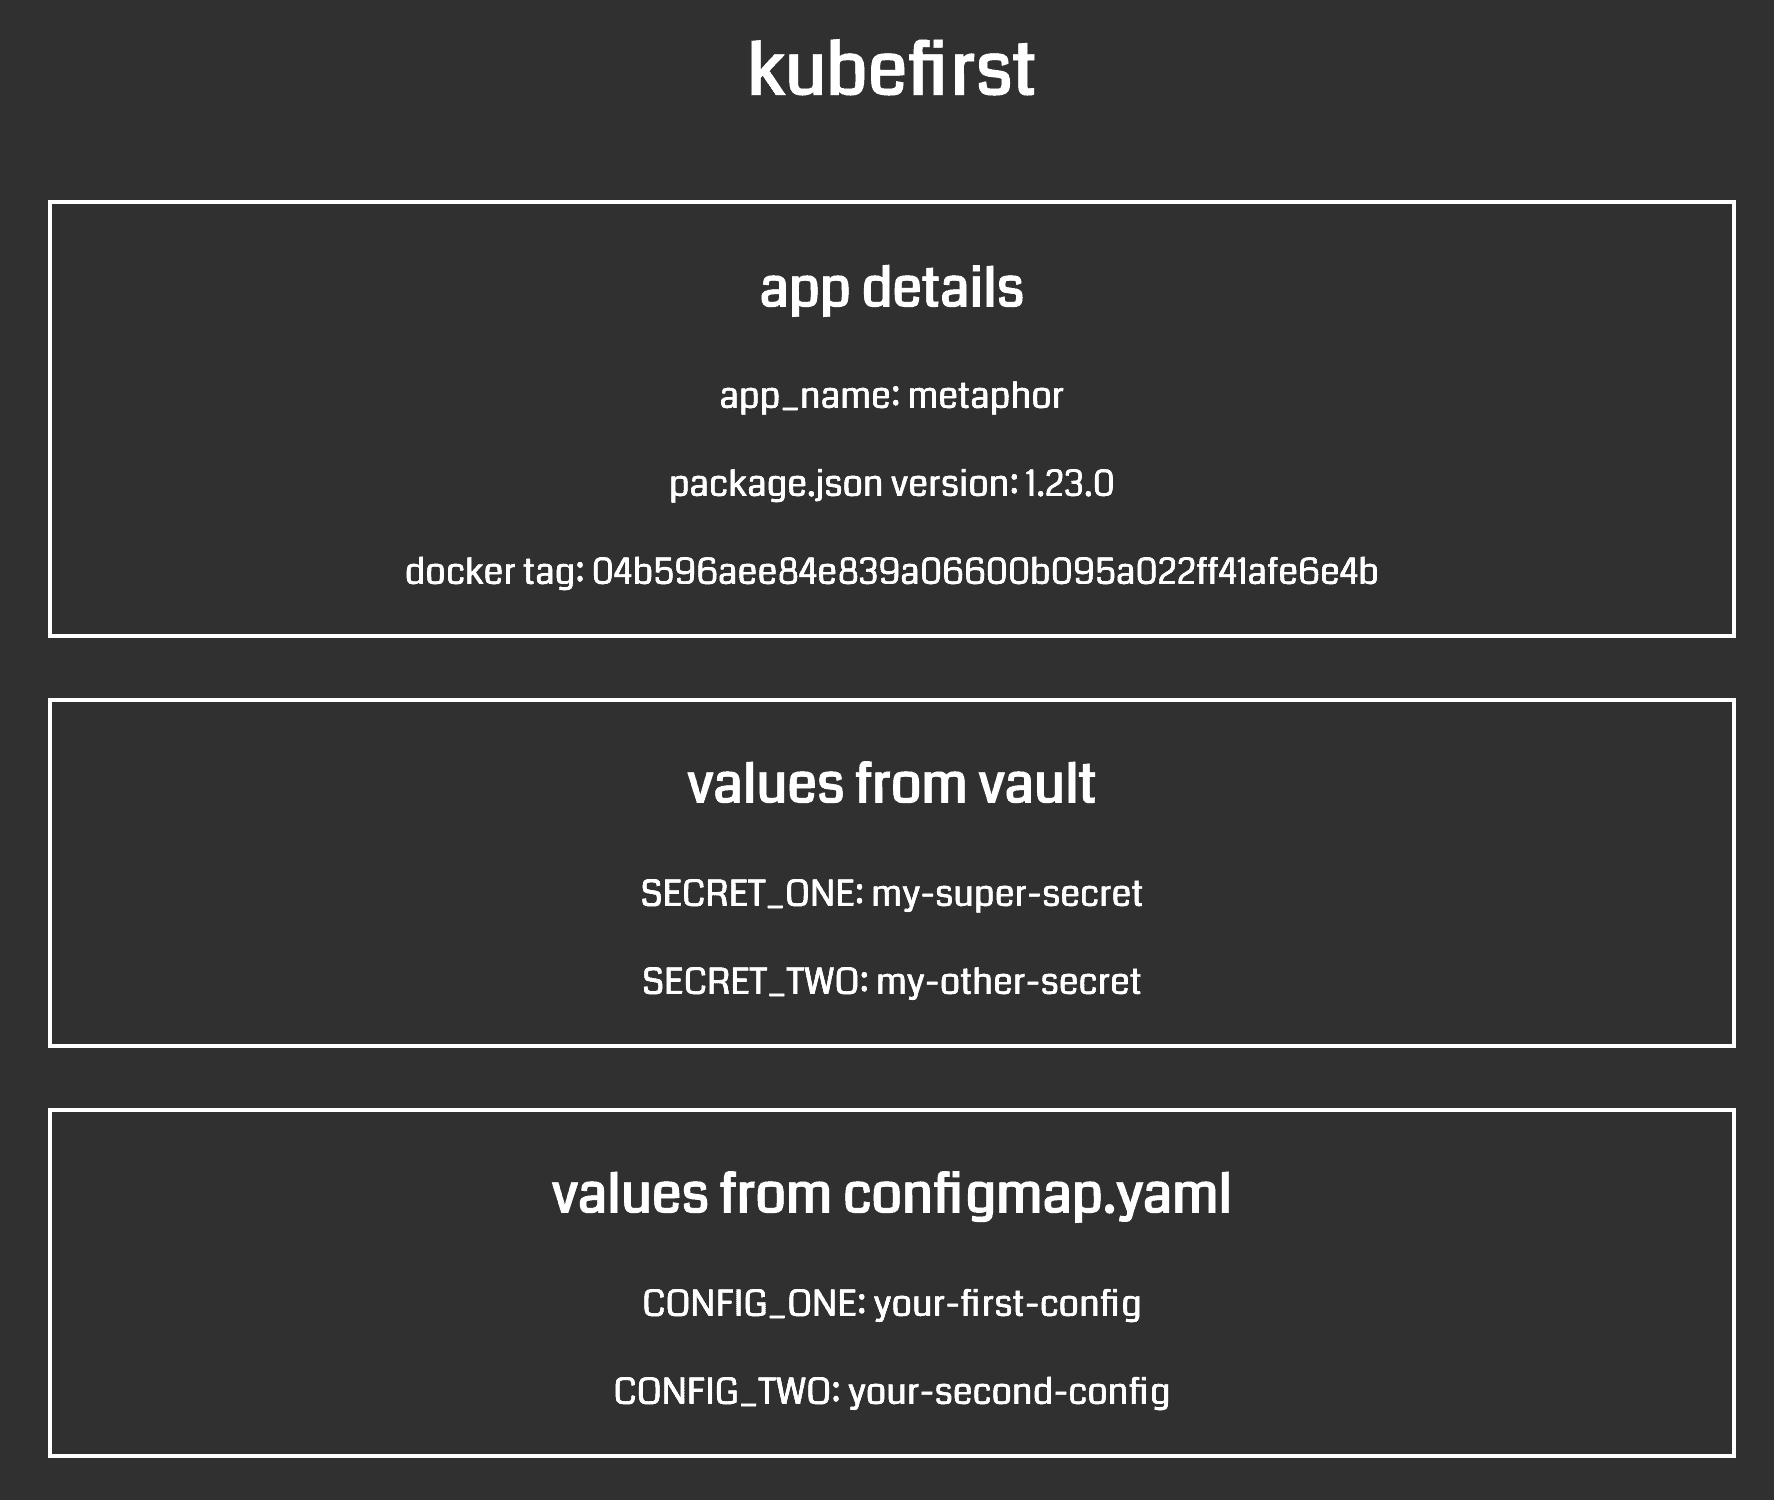 kubefirst
app details
app_name: metaphor
package.json version: 1.23.0
docker tag: 04b596aee84e839a06600b095a022ff41afe6e4b
values from vault
SECRET_ONE: my-super-secret
SECRET_TWO: my-other-secret
values from configmap.yaml
CONFIG_ONE: your-first-config
CONFIG_TWO: your-second-config